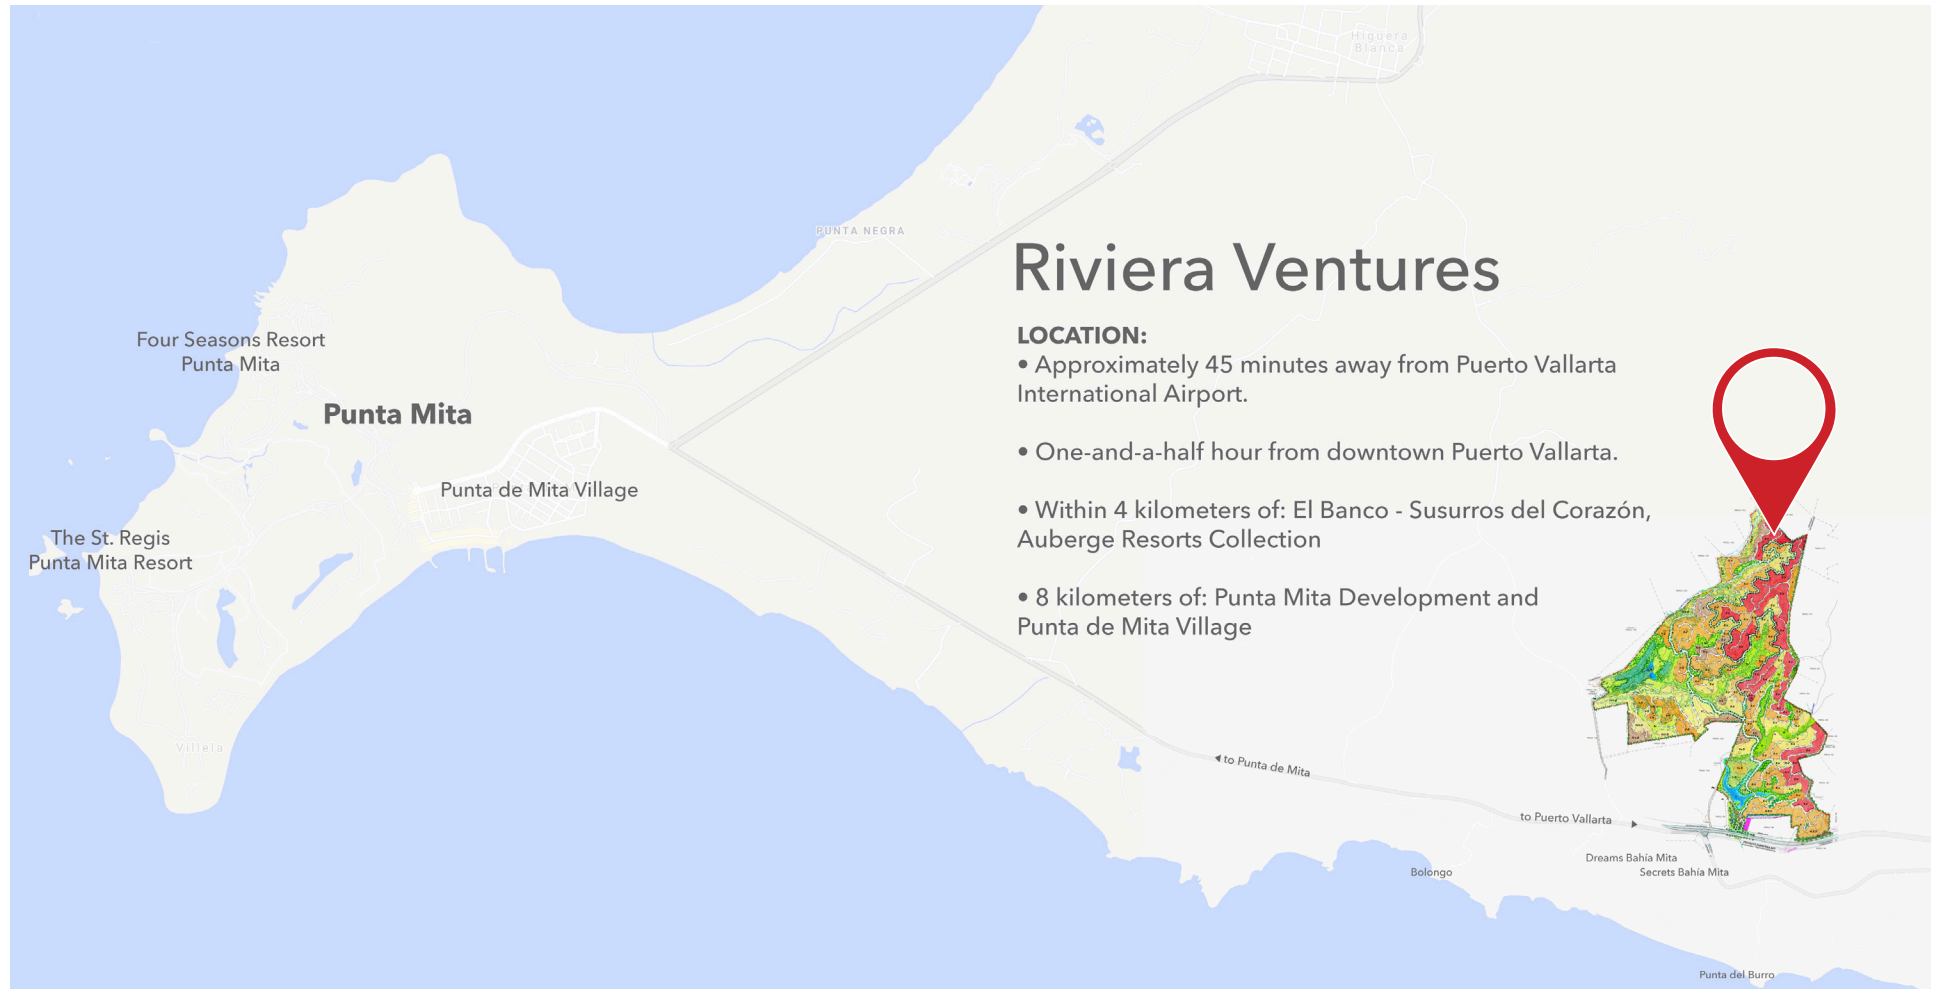 Higuera
Blanca
PUNTA NEGRA
Riviera Ventures
LOCATION:
• Approximately 45 minutes away from Puerto Vallarta
International Airport.
• One-and-a-half hour from downtown Puerto Vallarta.
• Within 4 kilometers of: El Banco - Susurros del Corazón,
Auberge Resorts Collection
• 8 kilometers of: Punta Mita Development and
Punta de Mita Village
Four Seasons Resort
Punta Mita
Punta Mita
Punta de Mita Village
The St. Regis
Punta Mita Resort
Villela
to Punta de Mita
to Puerto Vallarta
Dreams Bahía Mita
Secrets Bahía Mita
Bolongo
Punta del Burro